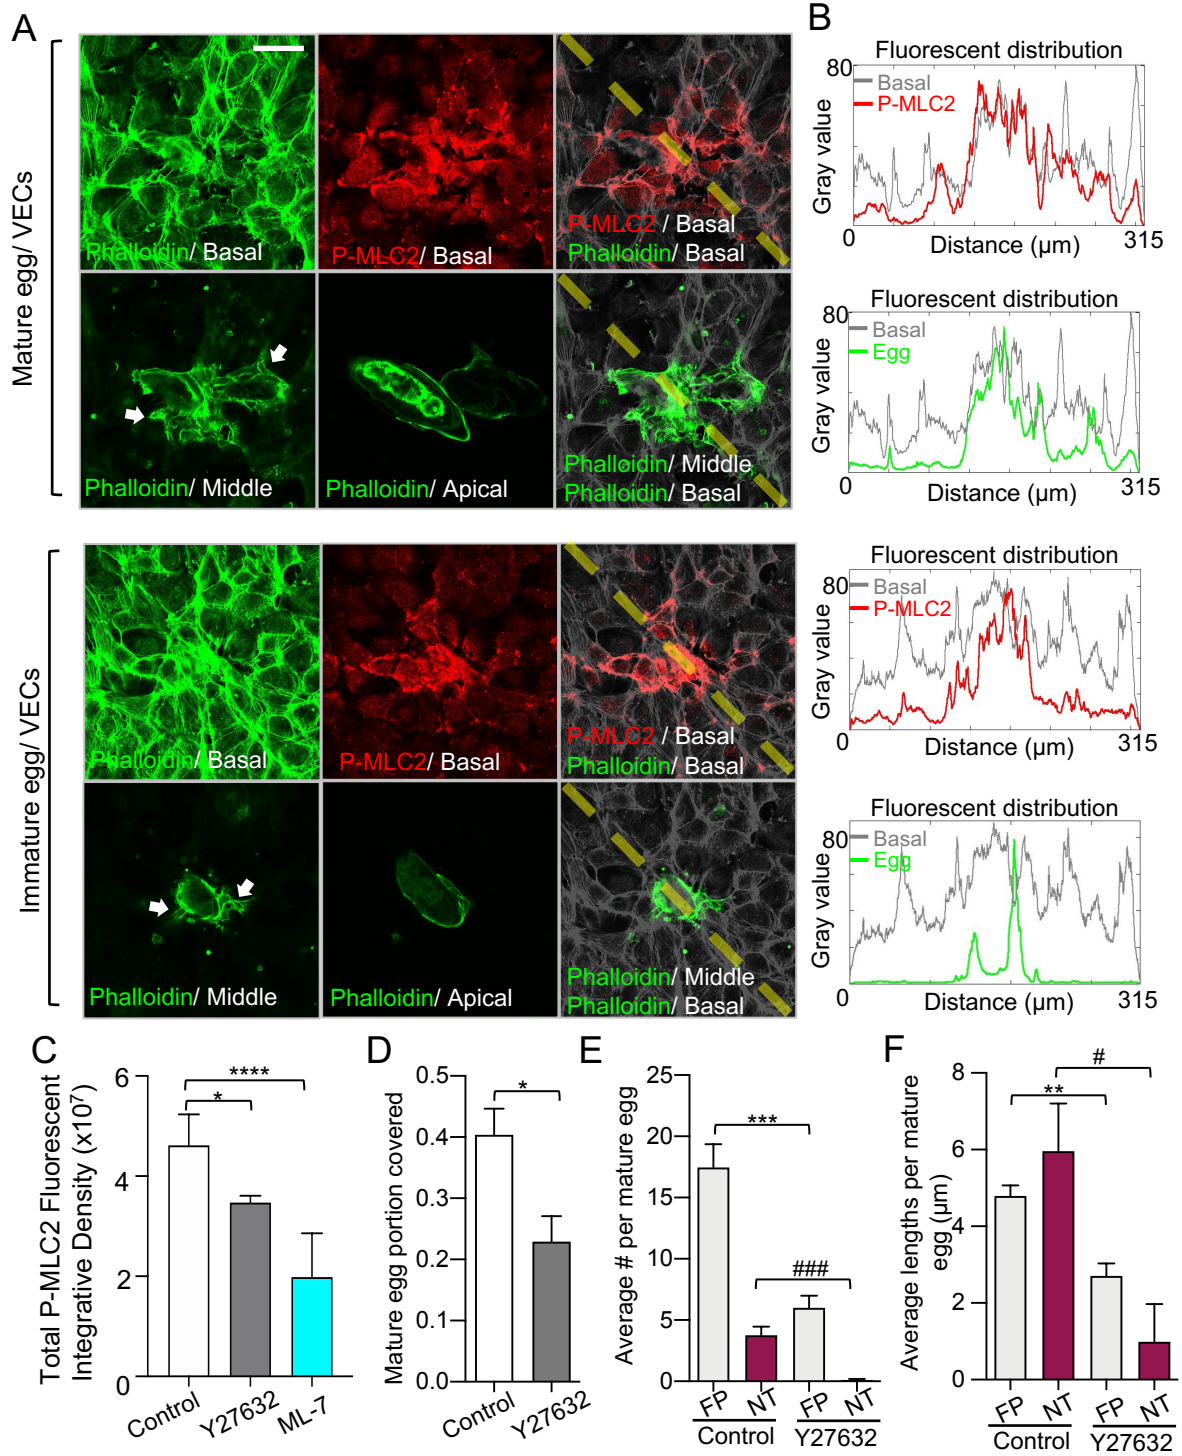 A
Mature egg/ VECs
Phalloidin/ Basal
P-MLC2/ Basal
P-MLC2 / Basal
Phalloidin/ Basal
Phalloidin/ Middle
Phalloidin/ Apical
Phalloidin/ Middle
Phalloidin/ Basal
Immature egg/ VECs
Phalloidin/ Basal
P-MLC2/ Basal
P-MLC2 / Basal
Phalloidin/ Basal
Phalloidin/ Middle
Phalloidin/ Apical
Phalloidin/ Middle
Phalloidin/ Basal
B
Fluorescent distribution
80
Basal
P-MLC2
Gray value
0
Distance (µm)
315
Fluorescent distribution
80
Basal
Egg
Gray value
0
Distance (µm)
315
Fluorescent distribution
80
Basal
P-MLC2
Gray value
0
Distance (µm)
315
Fluorescent distribution
80
Basal
Egg
Gray value
0
Distance (µm)
315
C
Total P-MLC2 Fluorescent
Integrative Density (x10⁷)
6
4
2
0
****
*
Control
Y27632
ML-7
D
Mature egg portion covered
0.5
0.4
0.3
0.2
0.1
0.0
*
Control
Y27632
E
Average # per mature egg
25
20
15
10
5
0
***
###
FP
NT
FP
NT
Control
Y27632
F
Average lengths per mature
egg (µm)
8
6
4
2
0
#
**
FP
NT
FP
NT
Control
Y27632